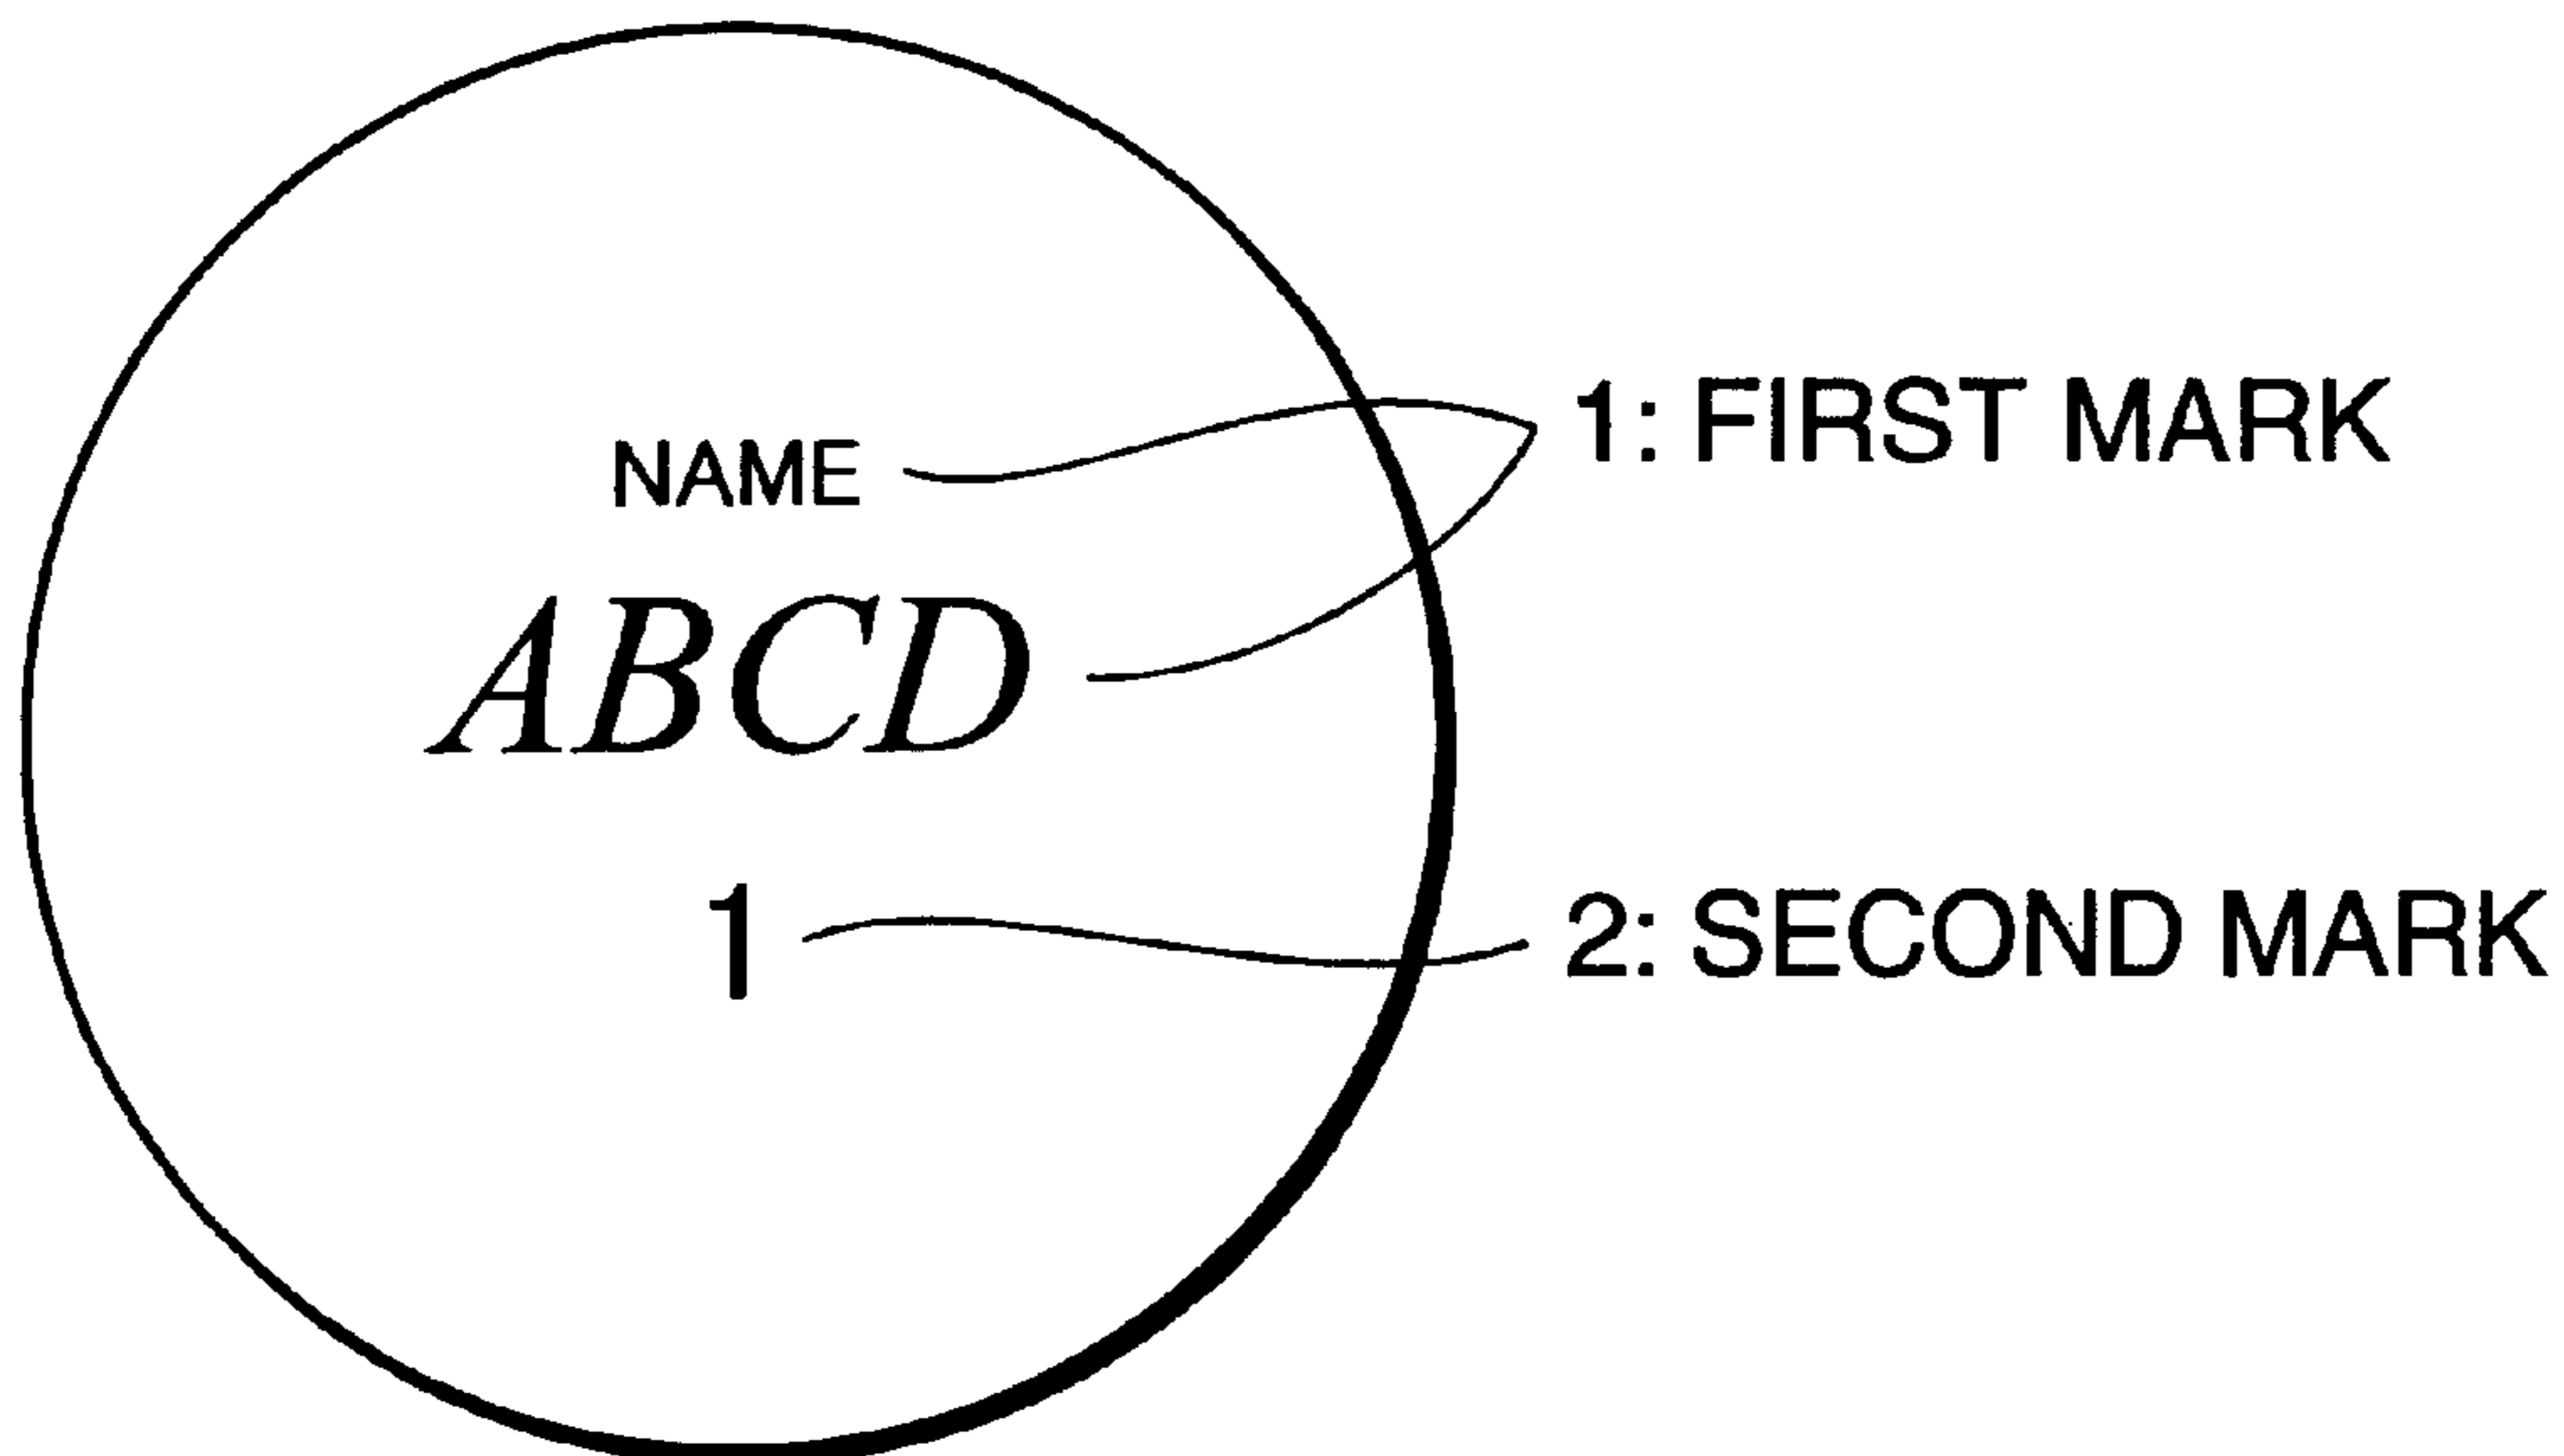 NAME
ABCD
1
1: FIRST MARK
2: SECOND MARK